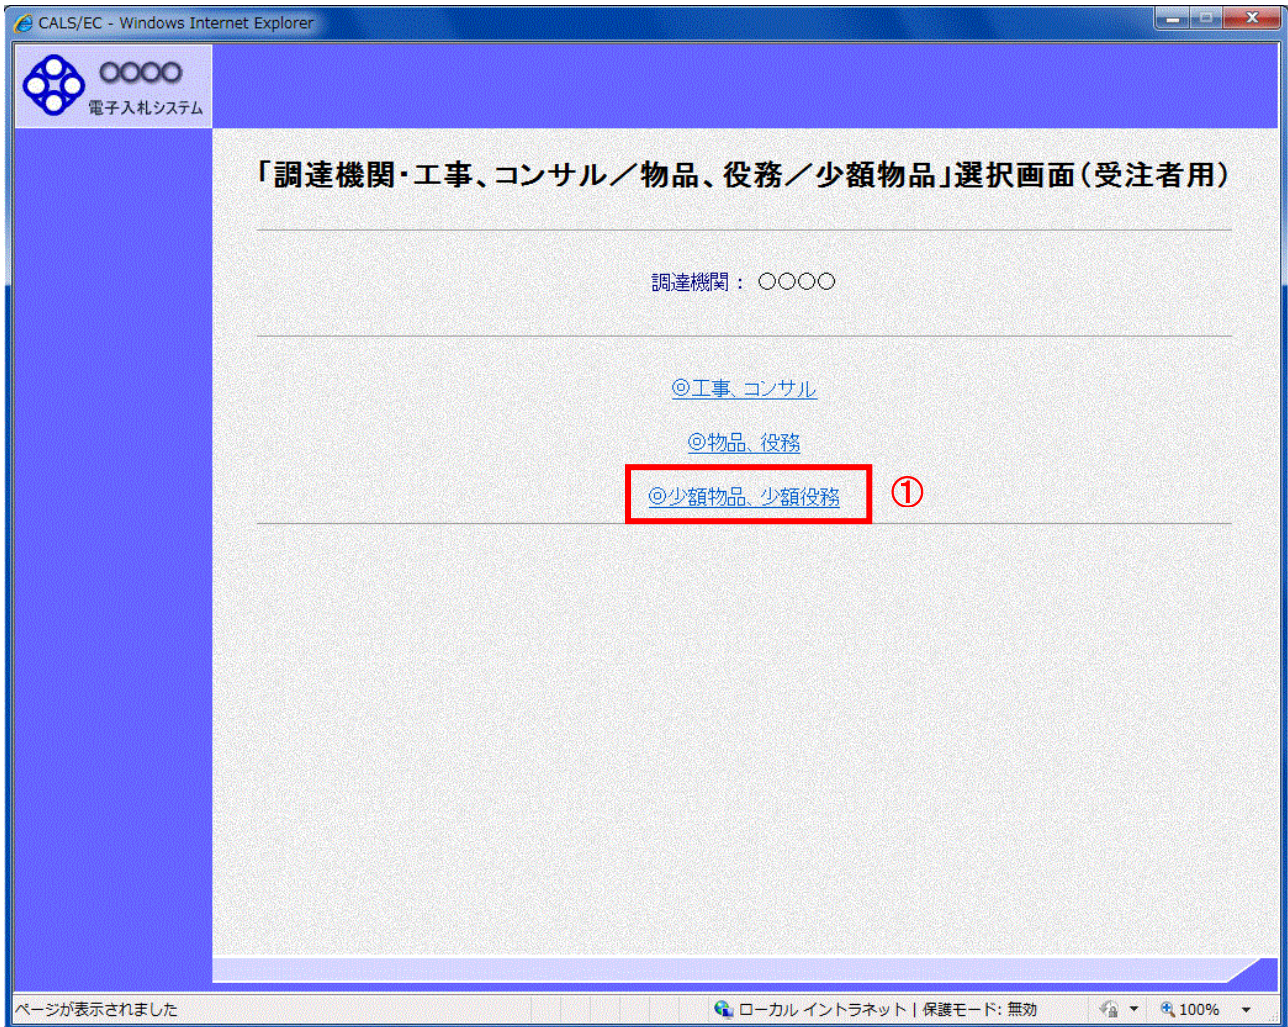 CALS/EC - Windows Internet Explorer
○○○○
電子入札システム
「調達機関・工事、コンサル／物品、役務／少額物品」選択画面（受注者用）
調達機関： ○○○○
◎工事、コンサル
◎物品、役務
◎少額物品、少額役務
①
ページが表示されました
ローカル イントラネット | 保護モード: 無効
100%